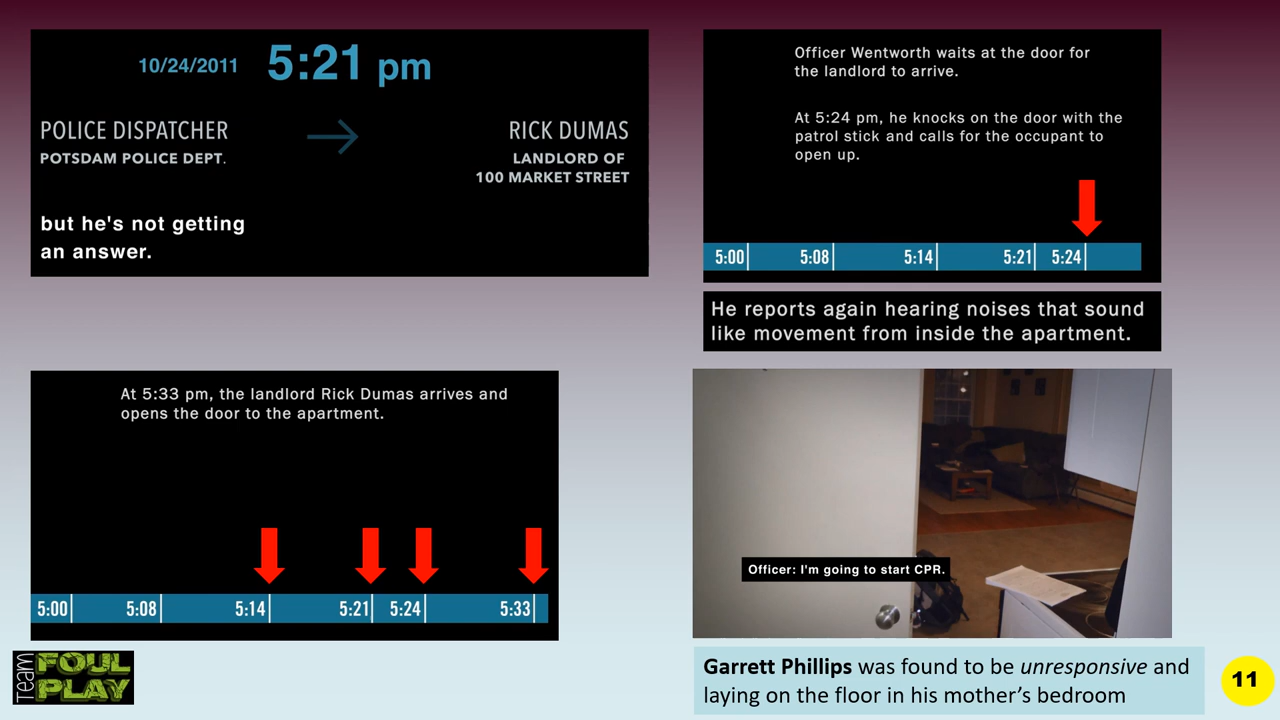 10/24/2011 5:21 pm
POLICE DISPATCHER
POTSDAM POLICE DEPT.
RICK DUMAS
LANDLORD OF
100 MARKET STREET
but he's not getting
an answer.
Officer Wentworth waits at the door for
the landlord to arrive.
At 5:24 pm, he knocks on the door with the
patrol stick and calls for the occupant to
open up.
5:00 5:08 5:14 5:21 5:24
He reports again hearing noises that sound
like movement from inside the apartment.
At 5:33 pm, the landlord Rick Dumas arrives and
opens the door to the apartment.
5:00 5:08 5:14 5:21 5:24 5:33
Officer: I'm going to start CPR.
Garrett Phillips was found to be unresponsive and
laying on the floor in his mother’s bedroom
team
FOUL
PLAY
11